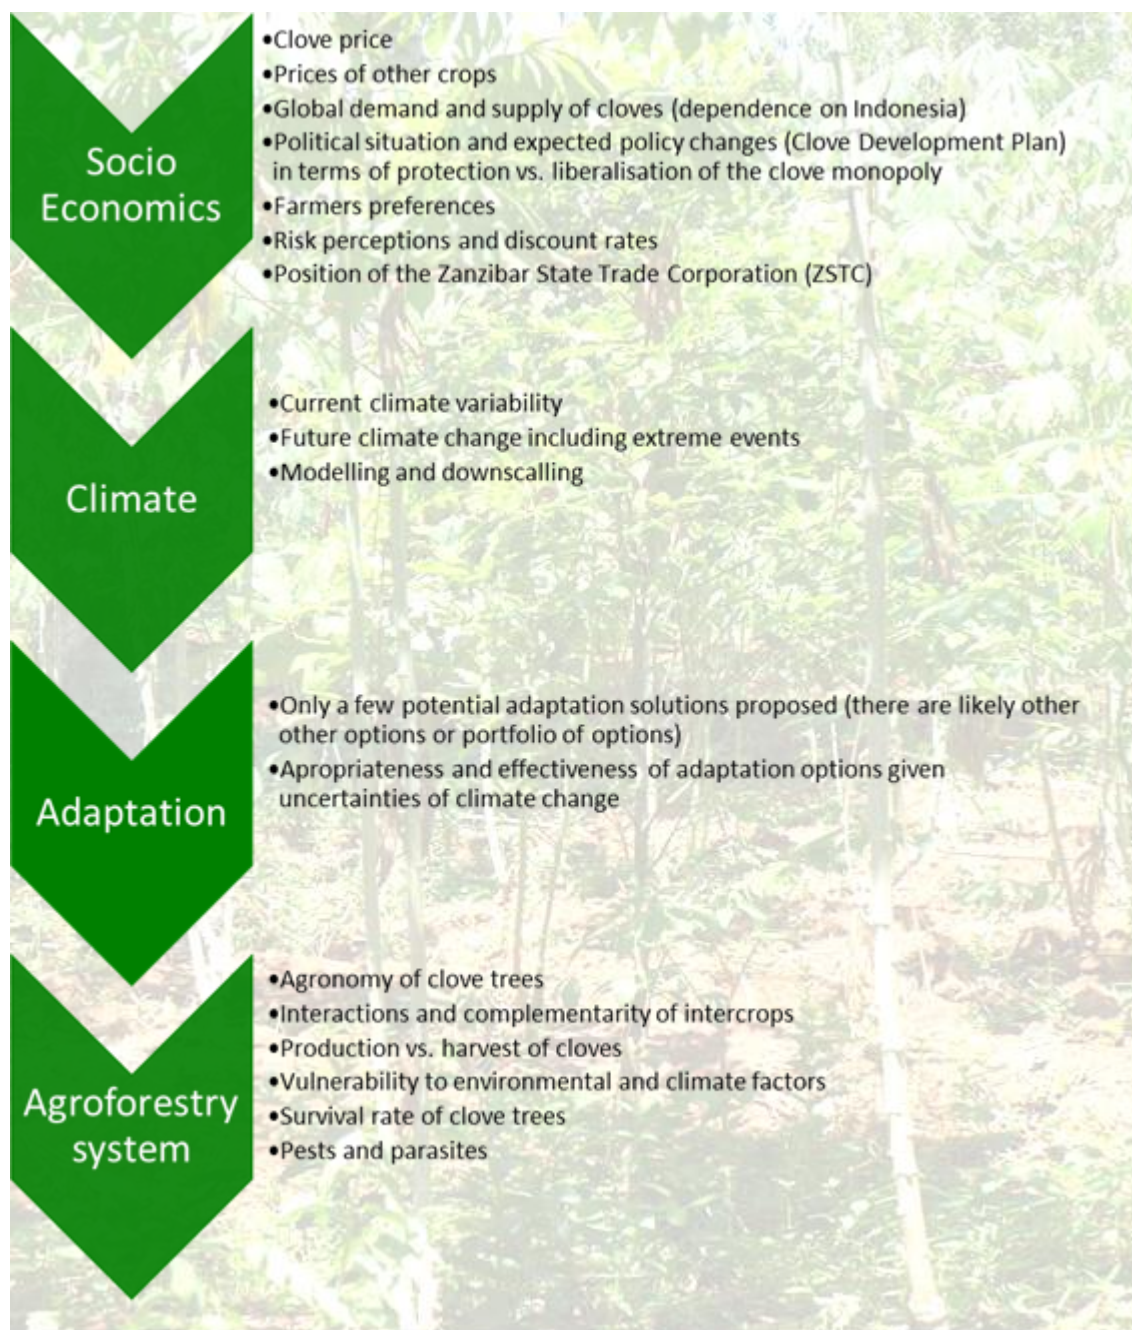 Socio
Economics
•Clove price
•Prices of other crops
•Global demand and supply of cloves (dependence on Indonesia)
•Political situation and expected policy changes (Clove Development Plan)
in terms of protection vs. liberalisation of the clove monopoly
•Farmers preferences
•Risk perceptions and discount rates
•Position of the Zanzibar State Trade Corporation (ZSTC)
Climate
•Current climate variability
•Future climate change including extreme events
•Modelling and downscalling
Adaptation
•Only a few potential adaptation solutions proposed (there are likely other
other options or portfolio of options)
•Apropriateness and effectiveness of adaptation options given
uncertainties of climate change
Agroforestry
system
•Agronomy of clove trees
•Interactions and complementarity of intercrops
•Production vs. harvest of cloves
•Vulnerability to environmental and climate factors
•Survival rate of clove trees
•Pests and parasites